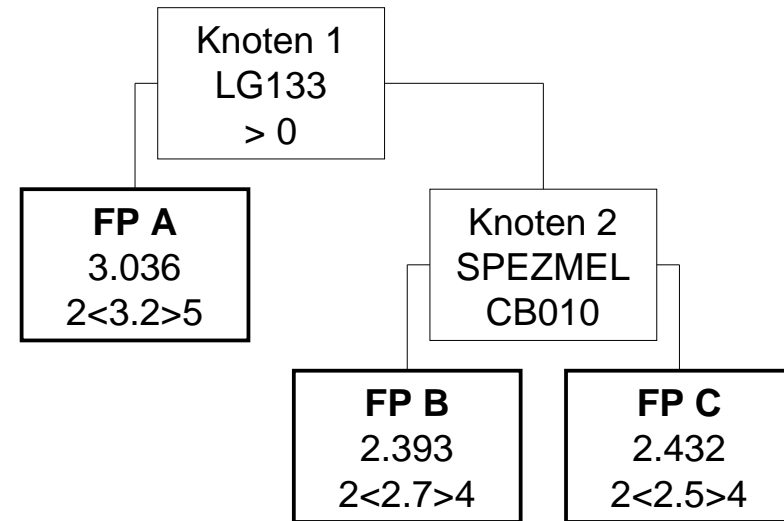 Knoten 1
LG133
> 0
FP A
3.036
2<3.2>5
Knoten 2
SPEZMEL
CB010
FP B
2.393
2<2.7>4
FP C
2.432
2<2.5>4